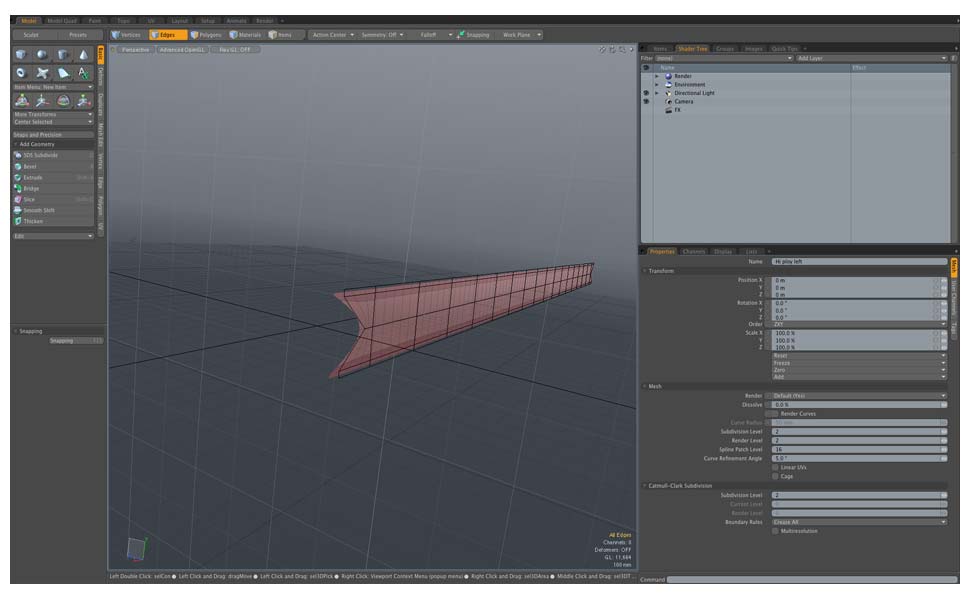 Model Model Quad Paint Topo UV Layout Setup Animate Render +
Sculpt Presets Vertices Edges Polygons Materials Items Action Center Symmetry: Off Falloff Snapping Work Plane
Perspective Advanced OpenGL Ray GL: OFF
Item Menu: New Item
More Transforms
Center Selected
Snaps and Precision
Add Geometry
SDS Subdivide D
Bevel
Extrude Shift-X
Bridge
Slice Shift-C
Smooth Shift
Thicken
Edit
Basic
Deform
Duplicate
Mesh Edit
Vertex
Edge
Polygon
UV
Snapping
Snapping F11
All Edges
Channels: 0
Deformers: OFF
GL: 11,664
100 mm
Left Double Click: selCon ● Left Click and Drag: dragMove ● Left Click and Drag: sel3DPick ● Right Click: Viewport Context Menu (popup menu) ● Right Click and Drag: sel3DArea ● Middle Click and Drag: sel3DT ...
Items Shader Tree Groups Images Quick Tips +
Filter (none) Add Layer F
Name Effect
Render
Environment
Directional Light
Camera
FX
Properties Channels Display Lists +
Name Hi ploy left
Transform
Position X 0 m
Y 0 m
Z 0 m
Rotation X 0.0 °
Y 0.0 °
Z 0.0 °
Order ZXY
Scale X 100.0 %
Y 100.0 %
Z 100.0 %
Reset
Freeze
Zero
Add
Mesh
Render Default (Yes)
Dissolve 0.0 %
Render Curves
Curve Radius
Subdivision Level 2
Render Level 2
Spline Patch Level 16
Curve Refinement Angle 5.0 °
Linear UVs
Cage
Catmull-Clark Subdivision
Subdivision Level 2
Current Level
Render Level
Boundary Rules Crease All
Multiresolution
Mesh
User Channels
Tags
Command